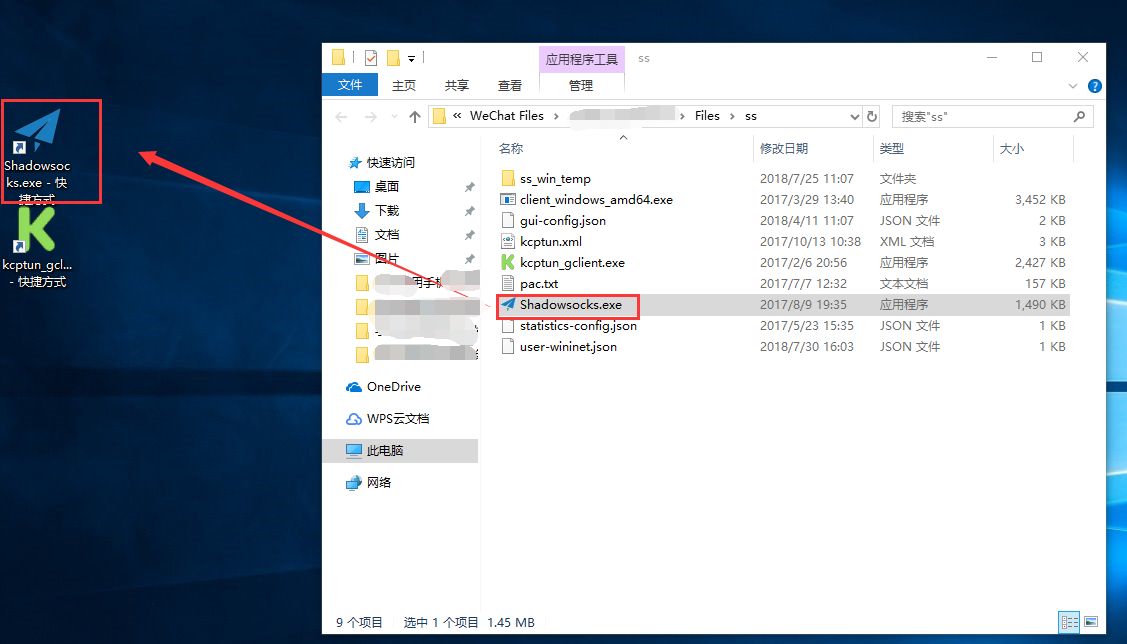 Shadowsoc
ks.exe - 快
捷方式
kcptun_gcl...
- 快捷方式
应用程序工具
ss
文件
主页
共享
查看
管理
« WeChat Files
Files
ss
搜索"ss"
快速访问
桌面
下载
文档
图片
用手机
OneDrive
WPS云文档
此电脑
网络
名称 修改日期 类型 大小
ss_win_temp 2018/7/25 11:07 文件夹
client_windows_amd64.exe 2017/3/29 13:40 应用程序 3,452 KB
gui-config.json 2018/4/11 07:07 JSON 文件 2 KB
kcptun.xml 2017/10/13 10:38 XML 文档 3 KB
kcptun_gclient.exe 2017/2/6 20:56 应用程序 2,427 KB
pac.txt 2017/7/7 12:32 文本文档 157 KB
Shadowsocks.exe 2017/8/9 19:35 应用程序 1,490 KB
statistics-config.json 2017/5/23 15:35 JSON 文件 1 KB
user-wininet.json 2018/7/30 16:03 JSON 文件 1 KB
9 个项目
选中 1 个项目 1.45 MB